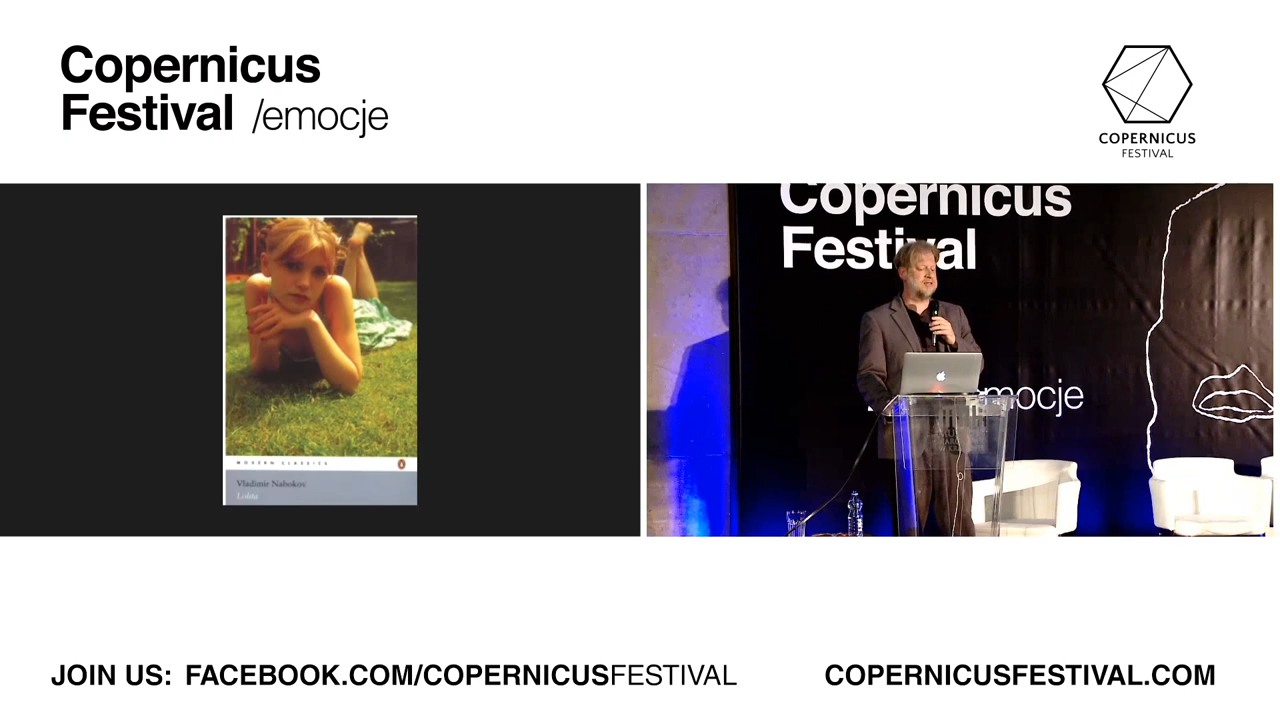 Copernicus
Festival /emocje
COPERNICUS
FESTIVAL
MODERN CLASSICS
Vladimir Nabokov
Lolita
Copernicus
Festival
emocje
JOIN US: FACEBOOK.COM/COPERNICUSFESTIVAL
COPERNICUSFESTIVAL.COM